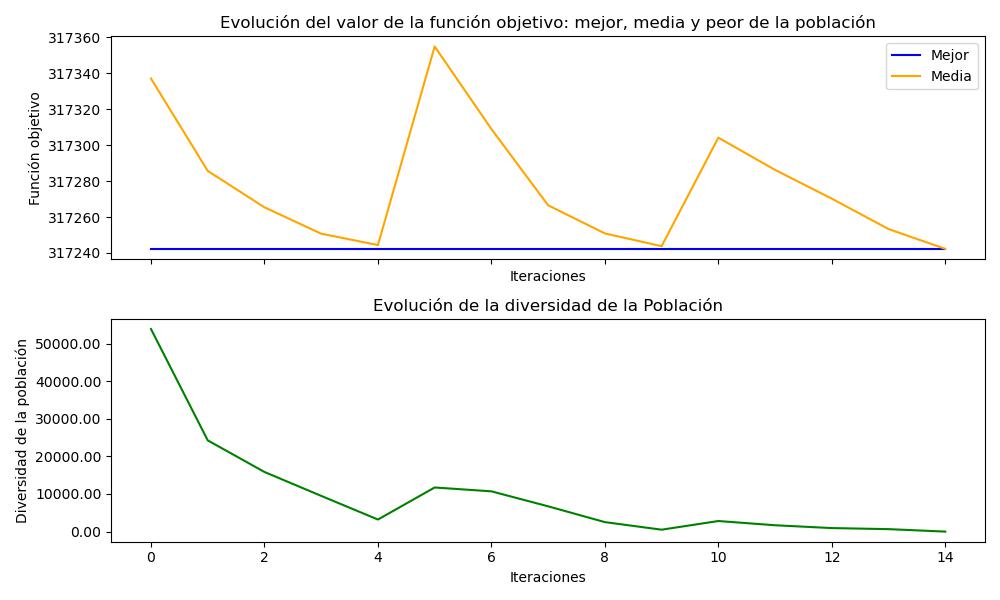 Evolución del valor de la función objetivo: mejor, media y peor de la población
317360
317340
317320
317300
317280
317260
317240
Función objetivo
Mejor
Media
Iteraciones
Evolución de la diversidad de la Población
50000.00
40000.00
30000.00
20000.00
10000.00
0.00
Diversidad de la población
0 2 4 6 8 10 12 14
Iteraciones